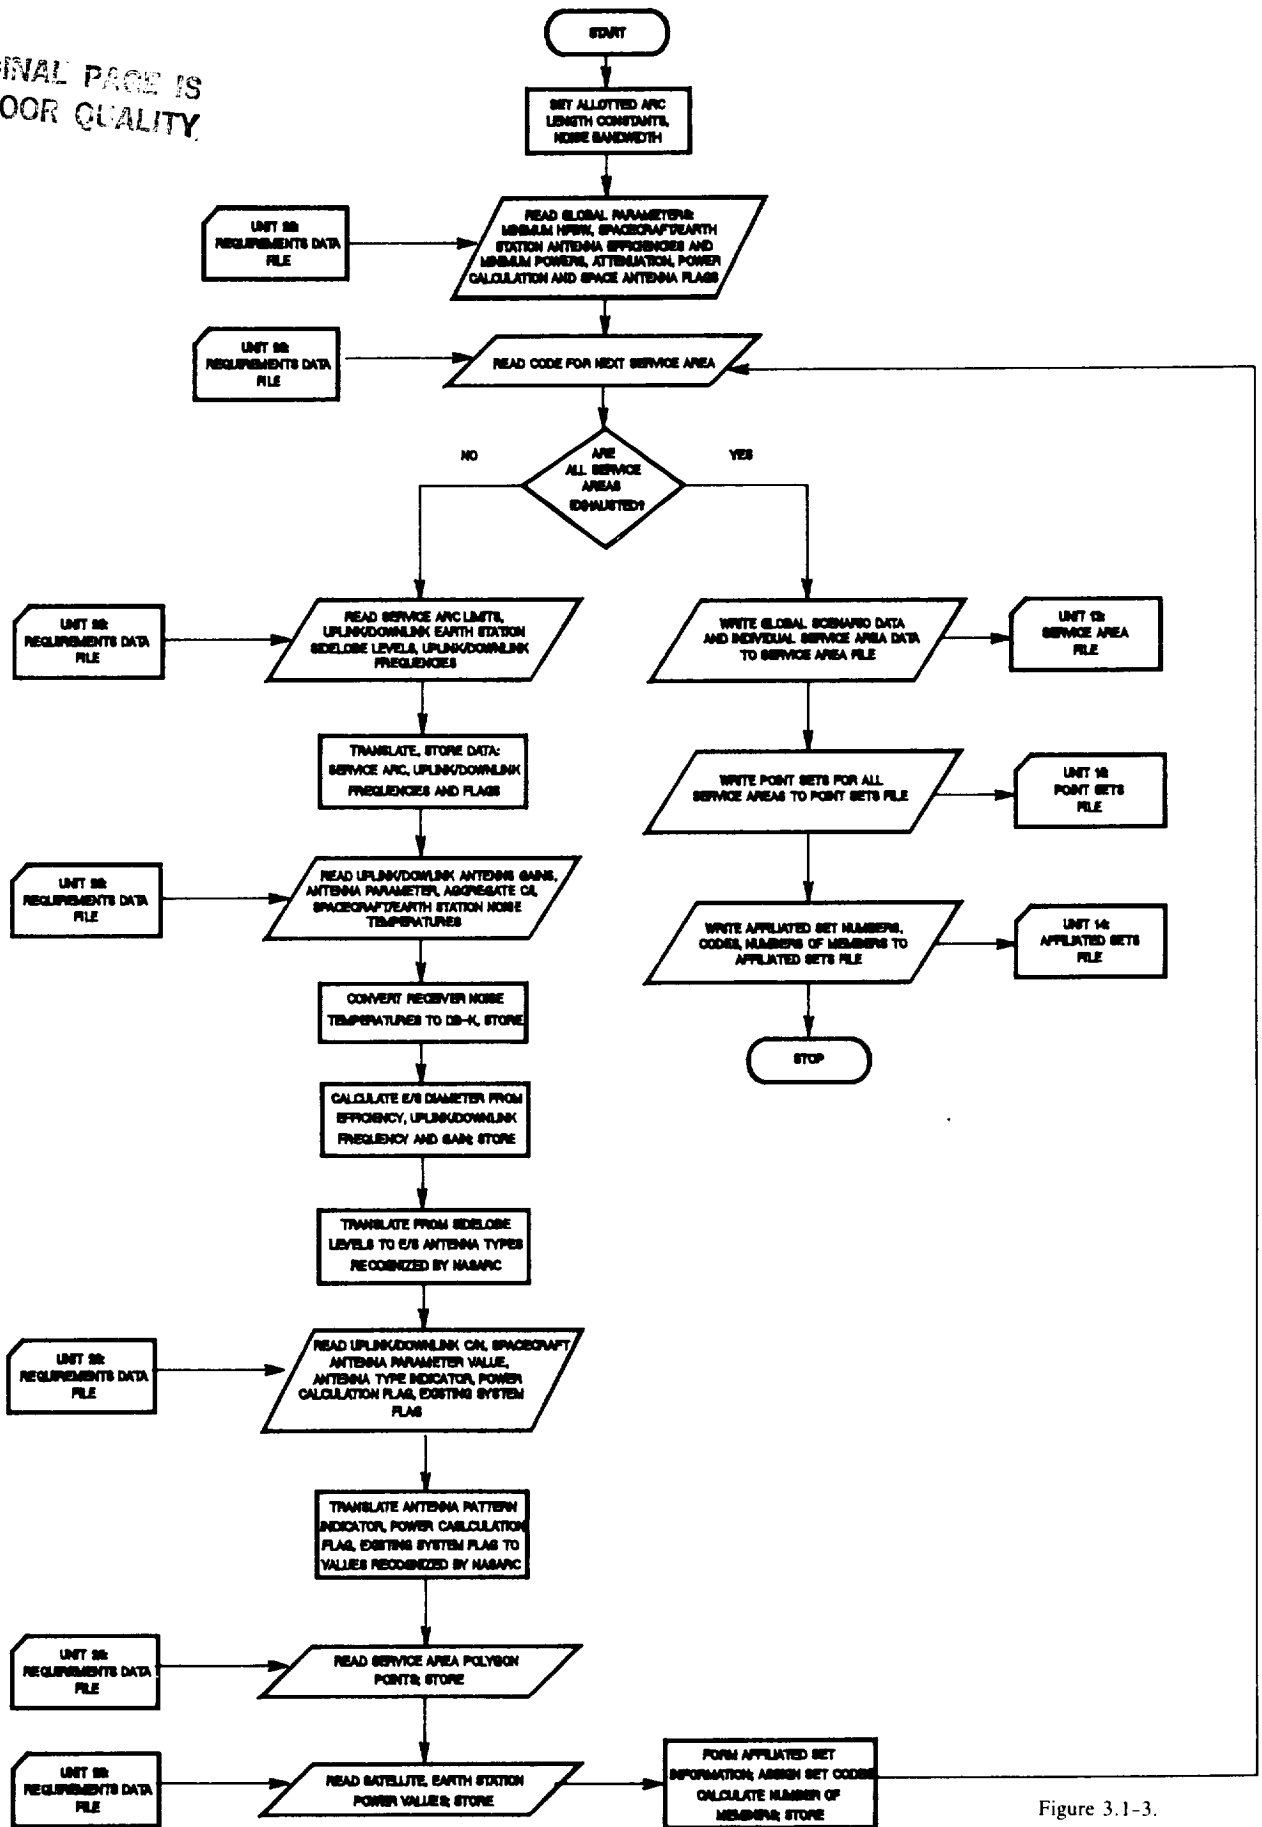 INAL PAGE IS
OOR QUALITY
START
SET ALLOTTED ARC
LENGTH CONSTANTS,
NOISE BANDWIDTH
UNIT
REQUIREMENTS DATA
FILE
READ GLOBAL PARAMETERS:
MINIMUM HPBW, SPACECRAFT/EARTH
STATION ANTENNA EFFICIENCIES AND
MINIMUM POWERS, ATTENUATION, POWER
CALCULATION AND SPACE ANTENNA FLAGS
UNIT
REQUIREMENTS DATA
FILE
READ CODE FOR NEXT SERVICE AREA
NO
ARE
ALL SERVICE
AREAS
EXHAUSTED?
YES
UNIT
REQUIREMENTS DATA
FILE
READ SERVICE ARC LIMITS,
UPLINK/DOWNLINK EARTH STATION
SIDELOBE LEVELS, UPLINK/DOWNLINK
FREQUENCIES
WRITE GLOBAL SCENARIO DATA
AND INDIVIDUAL SERVICE AREA DATA
TO SERVICE AREA FILE
UNIT
SERVICE AREA
FILE
TRANSLATE, STORE DATA:
SERVICE ARC, UPLINK/DOWNLINK
FREQUENCIES AND FLAGS
WRITE POINT SETS FOR ALL
SERVICE AREAS TO POINT SETS FILE
UNIT
POINT SETS
FILE
UNIT
REQUIREMENTS DATA
FILE
READ UPLINK/DOWLINK ANTENNS GAINS,
ANTENNA PARAMETER, AGGREGATE C/I,
SPACECRAFT/EARTH STATION NOISE
TEMPERATURES
WRITE AFFILIATED SET NUMBERS,
CODES, NUMBERS OF MEMBERS TO
AFFILIATED SETS FILE
UNIT 14:
AFFILIATED SETS
FILE
CONVERT RECEIVER NOISE
TEMPERATURES TO DB-K, STORE
STOP
CALCULATE E/S DIAMETER FROM
EFFICIENCY, UPLINK/DOWNLINK
FREQUENCY AND GAIN; STORE
TRANSLATE FROM SIDELOBE
LEVELS TO E/S ANTENNA TYPES
RECOGNIZED BY NASARC
UNIT
REQUIREMENTS DATA
FILE
READ UPLINK/DOWNLINK C/N, SPACECRAFT
ANTENNA PARAMETER VALUE,
ANTENNA TYPE INDICATOR, POWER
CALCULATION FLAG, EXISTING SYSTEM
FLAG
TRANSLATE ANTENNA PATTERN
INDICATOR, POWER CASLCULATION
FLAG, EXISTING SYSTEM FLAG TO
VALUES RECOGNIZED BY NASARC
UNIT
REQUIREMENTS DATA
FILE
READ SERVICE AREA POLYGON
POINTS; STORE
UNIT
REQUIREMENTS DATA
FILE
READ SATELLITE, EARTH STATION
POWER VALUES; STORE
FORM AFFILIATED SET
INFORMATION; ASSIGN SET CODES
CALCULATE NUMBER OF
MEMBERS; STORE
Figure 3.1-3.